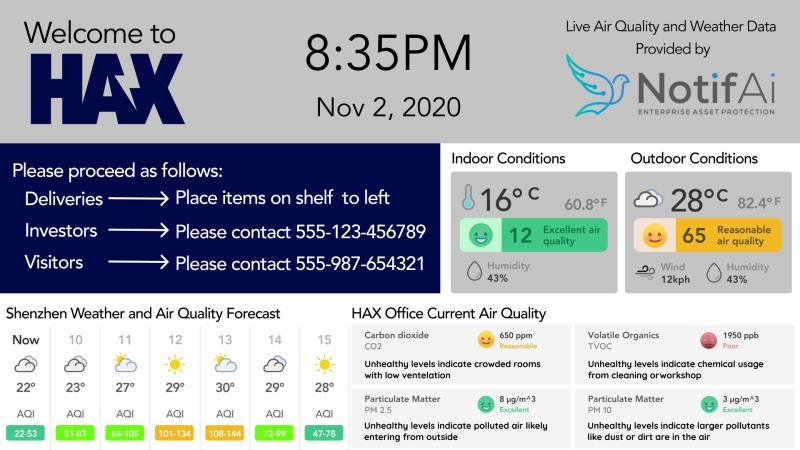 Welcome to
HAX
8:35PM
Nov 2, 2020
Live Air Quality and Weather Data
Provided by
NotifAi
ENTERPRISE ASSET PROTECTION
Please proceed as follows:
Deliveries Place items on shelf to left
Investors Please contact 555-123-456789
Visitors Please contact 555-987-654321
Indoor Conditions
16° C 60.8° F
12 Excellent air
quality
Humidity
43%
Outdoor Conditions
28°C 82.4° F
65 Reasonable
air quality
Wind
12kph
Humidity
43%
Shenzhen Weather and Air Quality Forecast
Now 10 11 12 13 14 15
22° 23° 27° 29° 30° 29° 28°
AQI AQI AQI AQI AQI AQI AQI
22-53 51-87 64-105 101-134 108-144 72-99 47-78
HAX Office Current Air Quality
Carbon dioxide
CO2
650 ppm
Reasonable
Unhealthy levels indicate crowded rooms
with low ventelation
Volatile Organics
TVOC
1950 ppb
Poor
Unhealthy levels indicate chemical usage
from cleaning orworkshop
Particulate Matter
PM 2.5
8 μg/m^3
Excellent
Unhealthy levels indicate polluted air likely
entering from outside
Particulate Matter
PM 10
12 μg/m^3
Excellent
Unhealthy levels indicate larger pollutants
like dust or dirt are in the air